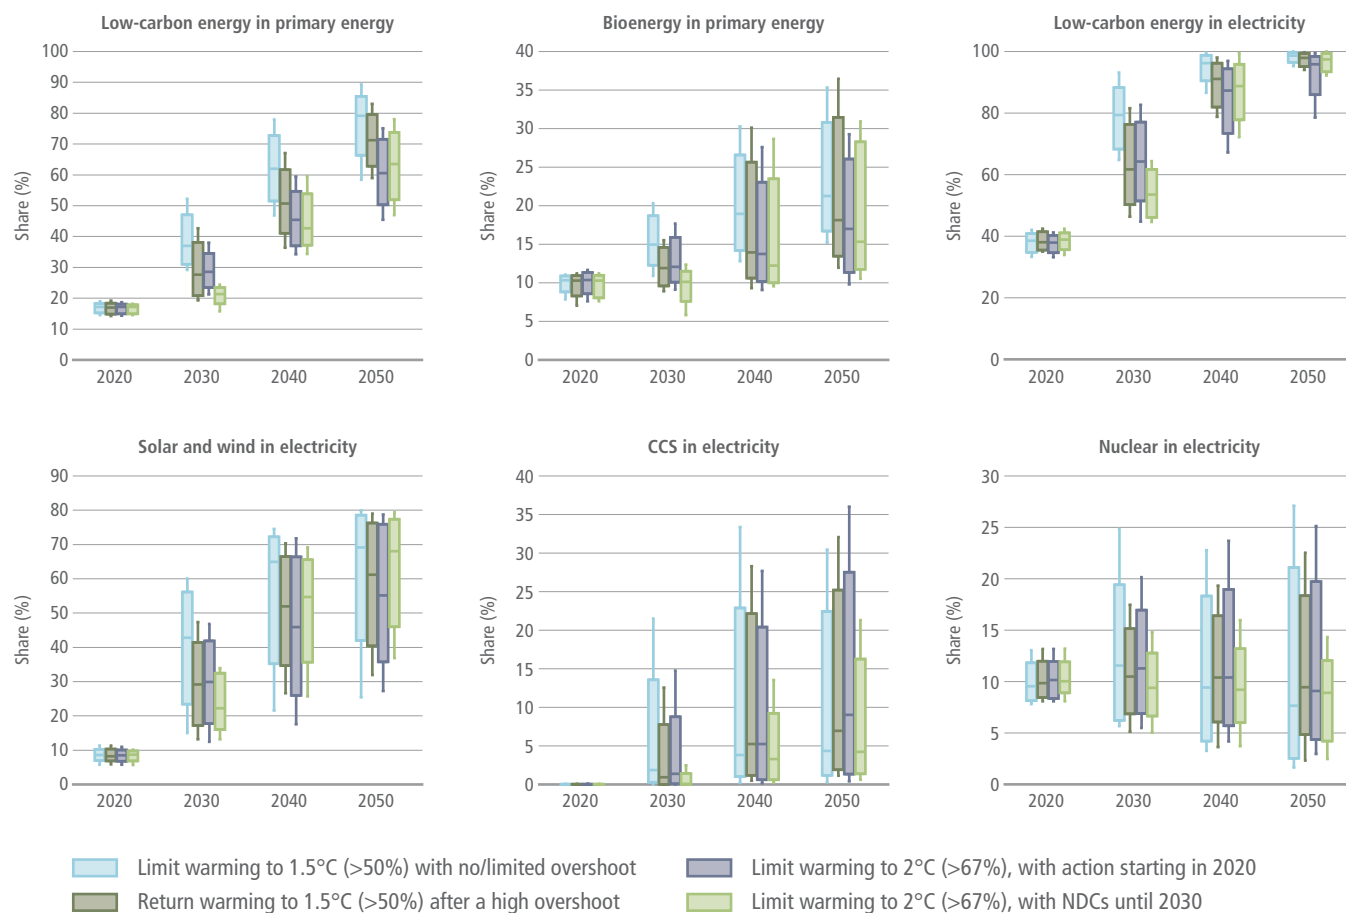 Low-carbon energy in primary energy
Bioenergy in primary energy
Low-carbon energy in electricity
Share (%)
100
90
80
70
60
50
40
30
20
10
0
2020 2030 2040 2050
Share (%)
40
35
30
25
20
15
10
5
0
2020 2030 2040 2050
Share (%)
100
80
60
40
20
0
2020 2030 2040 2050
Solar and wind in electricity
CCS in electricity
Nuclear in electricity
Share (%)
90
80
70
60
50
40
30
20
10
0
2020 2030 2040 2050
Share (%)
40
35
30
25
20
15
10
5
0
2020 2030 2040 2050
Share (%)
30
25
20
15
10
5
0
2020 2030 2040 2050
Limit warming to 1.5°C (>50%) with no/limited overshoot
Limit warming to 2°C (>67%), with action starting in 2020
Return warming to 1.5°C (>50%) after a high overshoot
Limit warming to 2°C (>67%), with NDCs until 2030